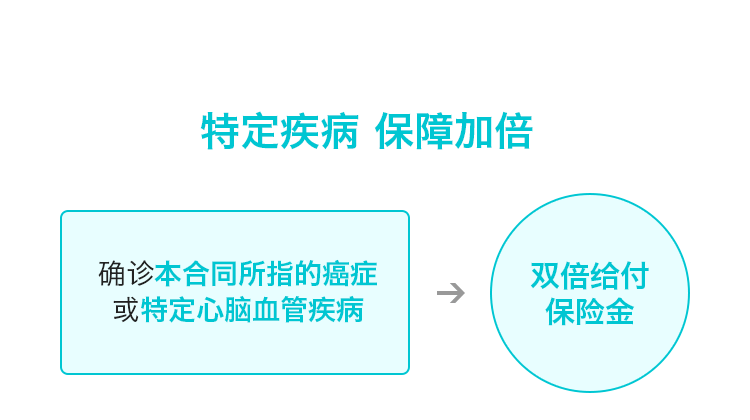 特定疾病 保障加倍
确诊本合同所指的癌症
或特定心脑血管疾病
双倍给付
保险金